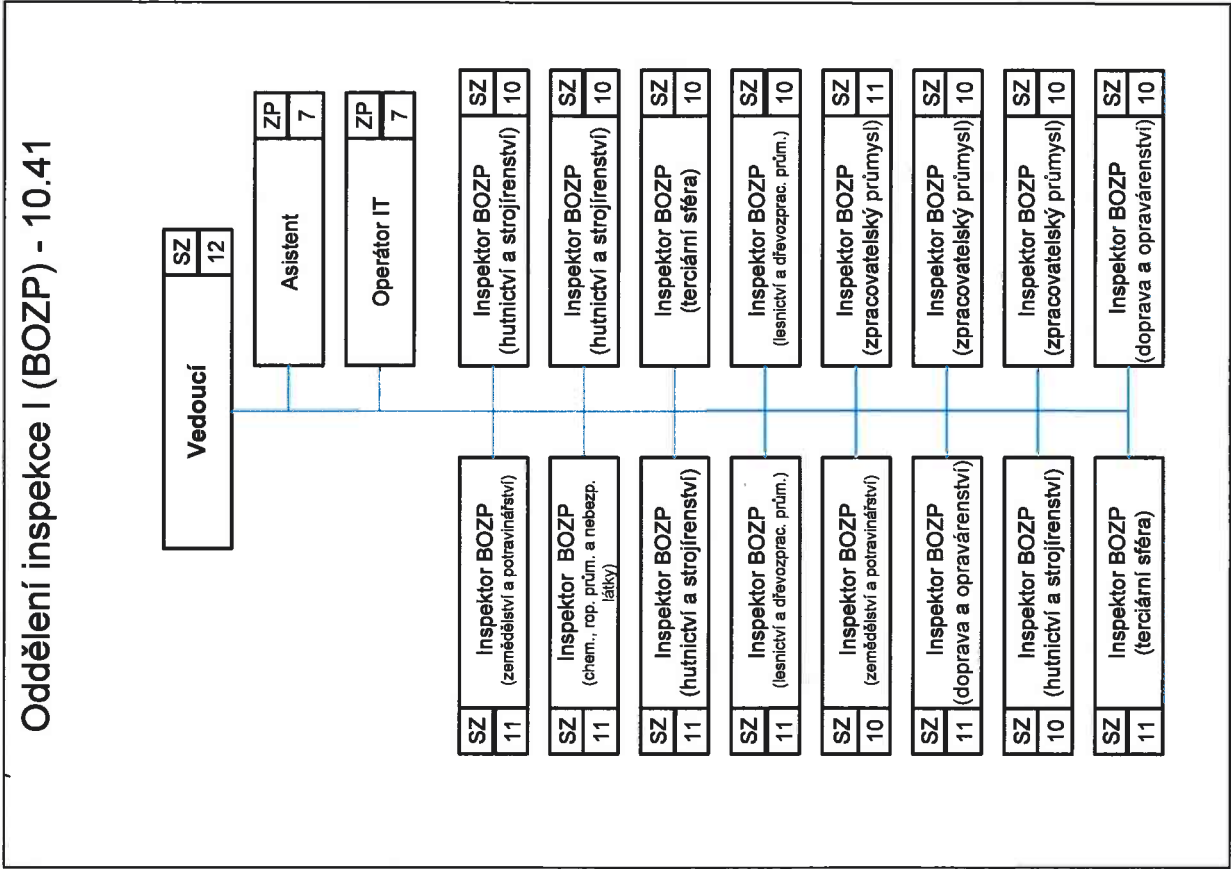 Oddělení inspekce I (BOZP) - 10.41
Vedoucí
SZ
12
Asistent
ZP
7
Operátor IT
ZP
7
SZ
11
Inspektor BOZP
(zemědělství a potravinářství)
Inspektor BOZP
(hutnictví a strojírenství)
SZ
10
SZ
11
Inspektor BOZP
(chem., rop. prům. a nebezp.
látky)
Inspektor BOZP
(hutnictví a strojírenství)
SZ
10
SZ
11
Inspektor BOZP
(hutnictví a strojírenství)
Inspektor BOZP
(terciární sféra)
SZ
10
SZ
11
Inspektor BOZP
(lesnictví a dřevozprac. prům.)
Inspektor BOZP
(lesnictví a dřevozprac. prům.)
SZ
10
SZ
10
Inspektor BOZP
(zemědělství a potravinářství)
Inspektor BOZP
(zpracovatelský průmysl)
SZ
11
SZ
11
Inspektor BOZP
(doprava a opravárenství)
Inspektor BOZP
(zpracovatelský průmysl)
SZ
10
SZ
10
Inspektor BOZP
(hutnictví a strojírenství)
Inspektor BOZP
(zpracovatelský průmysl)
SZ
10
SZ
11
Inspektor BOZP
(terciární sféra)
Inspektor BOZP
(doprava a opravárenství)
SZ
10